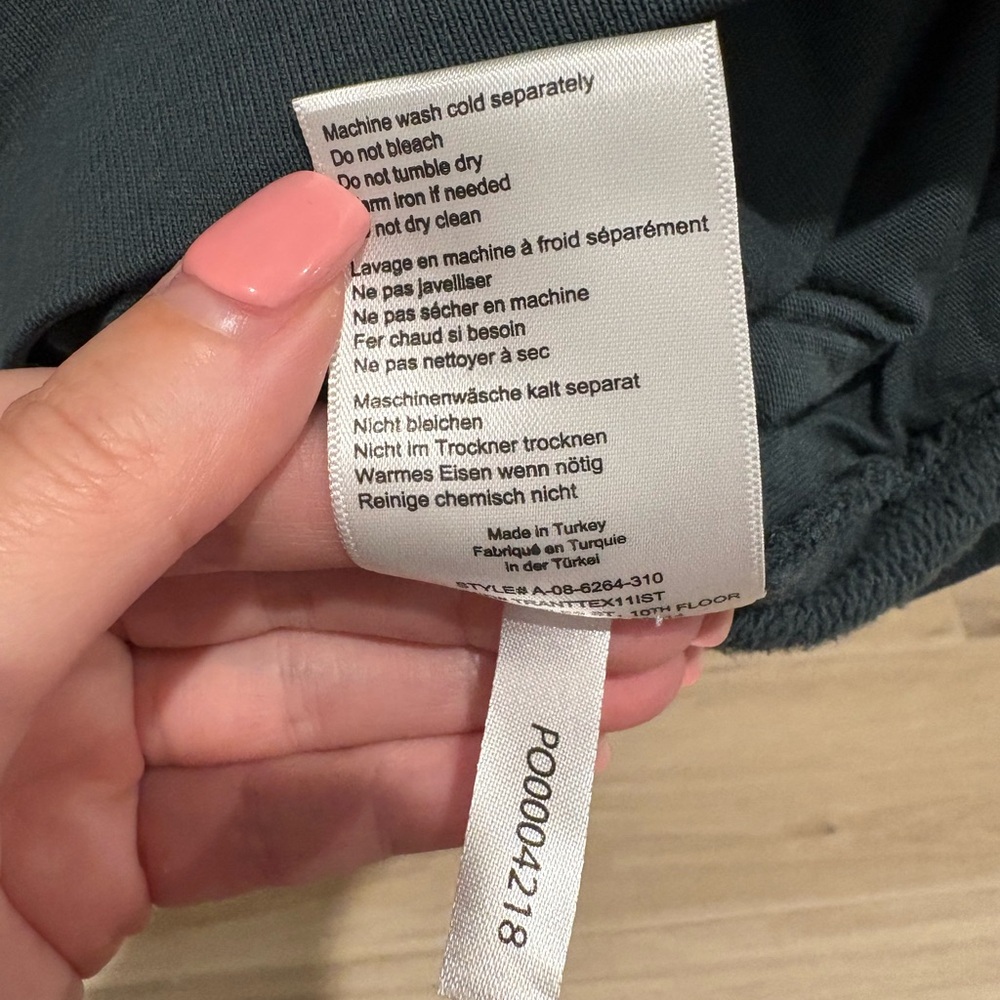 Machine wash cold separately
Do not bleach
Do not tumble dry
arm iron if needed
not dry clean
Lavage en machine à froid séparément
Ne pas javelliser
Ne pas sécher en machine
Fer chaud si besoin
Ne pas nettoyer à sec
Maschinenwäsche kalt separat
Nicht bleichen
Nicht im Trockner trocknen
Warmes Eisen wenn nötig
Reinige chemisch nicht
Made in Turkey
Fabriqué en Turquie
in der Türkei
STYLE# A-08-6264-310
TRANTTEX11IST
ST, 10TH FLOOR
PO0004218